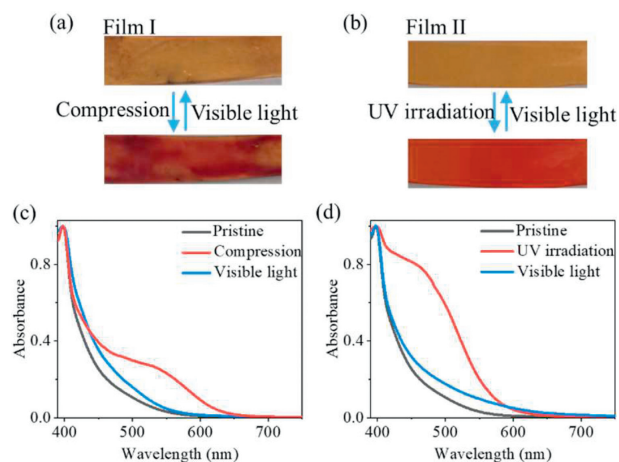 (a)
Film I
Compression
Visible light
(b)
Film II
UV irradiation
Visible light
(c)
Pristine
Compression
Visible light
Absorbance
0.8
0.4
0.0
400 500 600 700
Wavelength (nm)
(d)
Pristine
UV irradiation
Visible light
Absorbance
0.8
0.4
0.0
400 500 600 700
Wavelength (nm)